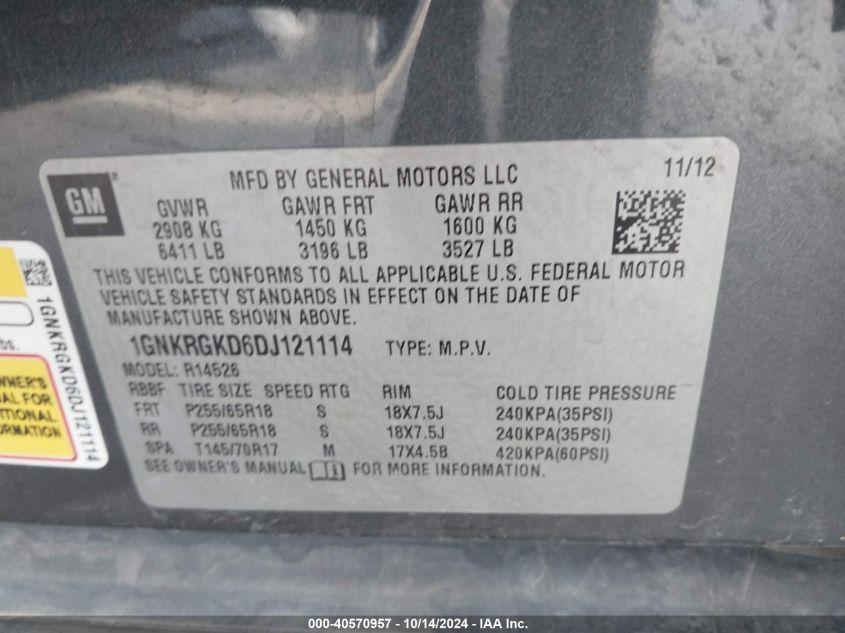 GM
MFD BY GENERAL MOTORS LLC 11/12
GVWR GAWR FRT GAWR RR
2908 KG 1450 KG 1600 KG
6411 LB 3196 LB 3527 LB
THIS VEHICLE CONFORMS TO ALL APPLICABLE U.S. FEDERAL MOTOR
VEHICLE SAFETY STANDARDS IN EFFECT ON THE DATE OF
MANUFACTURE SHOWN ABOVE.
1GNKRGKD6DJ121114 TYPE: M.P.V.
MODEL: R14526
RBBF TIRE SIZE SPEED RTG RIM COLD TIRE PRESSURE
FRT P255/65R18 S 18X7.5J 240KPA(35PSI)
RR P255/65R18 S 18X7.5J 240KPA(35PSI)
SPA T145/70R17 M 17X4.5B 420KPA(60PSI)
SEE OWNER'S MANUAL FOR MORE INFORMATION.
1GNKRGKD6DJ121114
OWNER'S
UAL FOR
ITIONAL
MATION
000-40570957 - 10/14/2024 - IAA Inc.